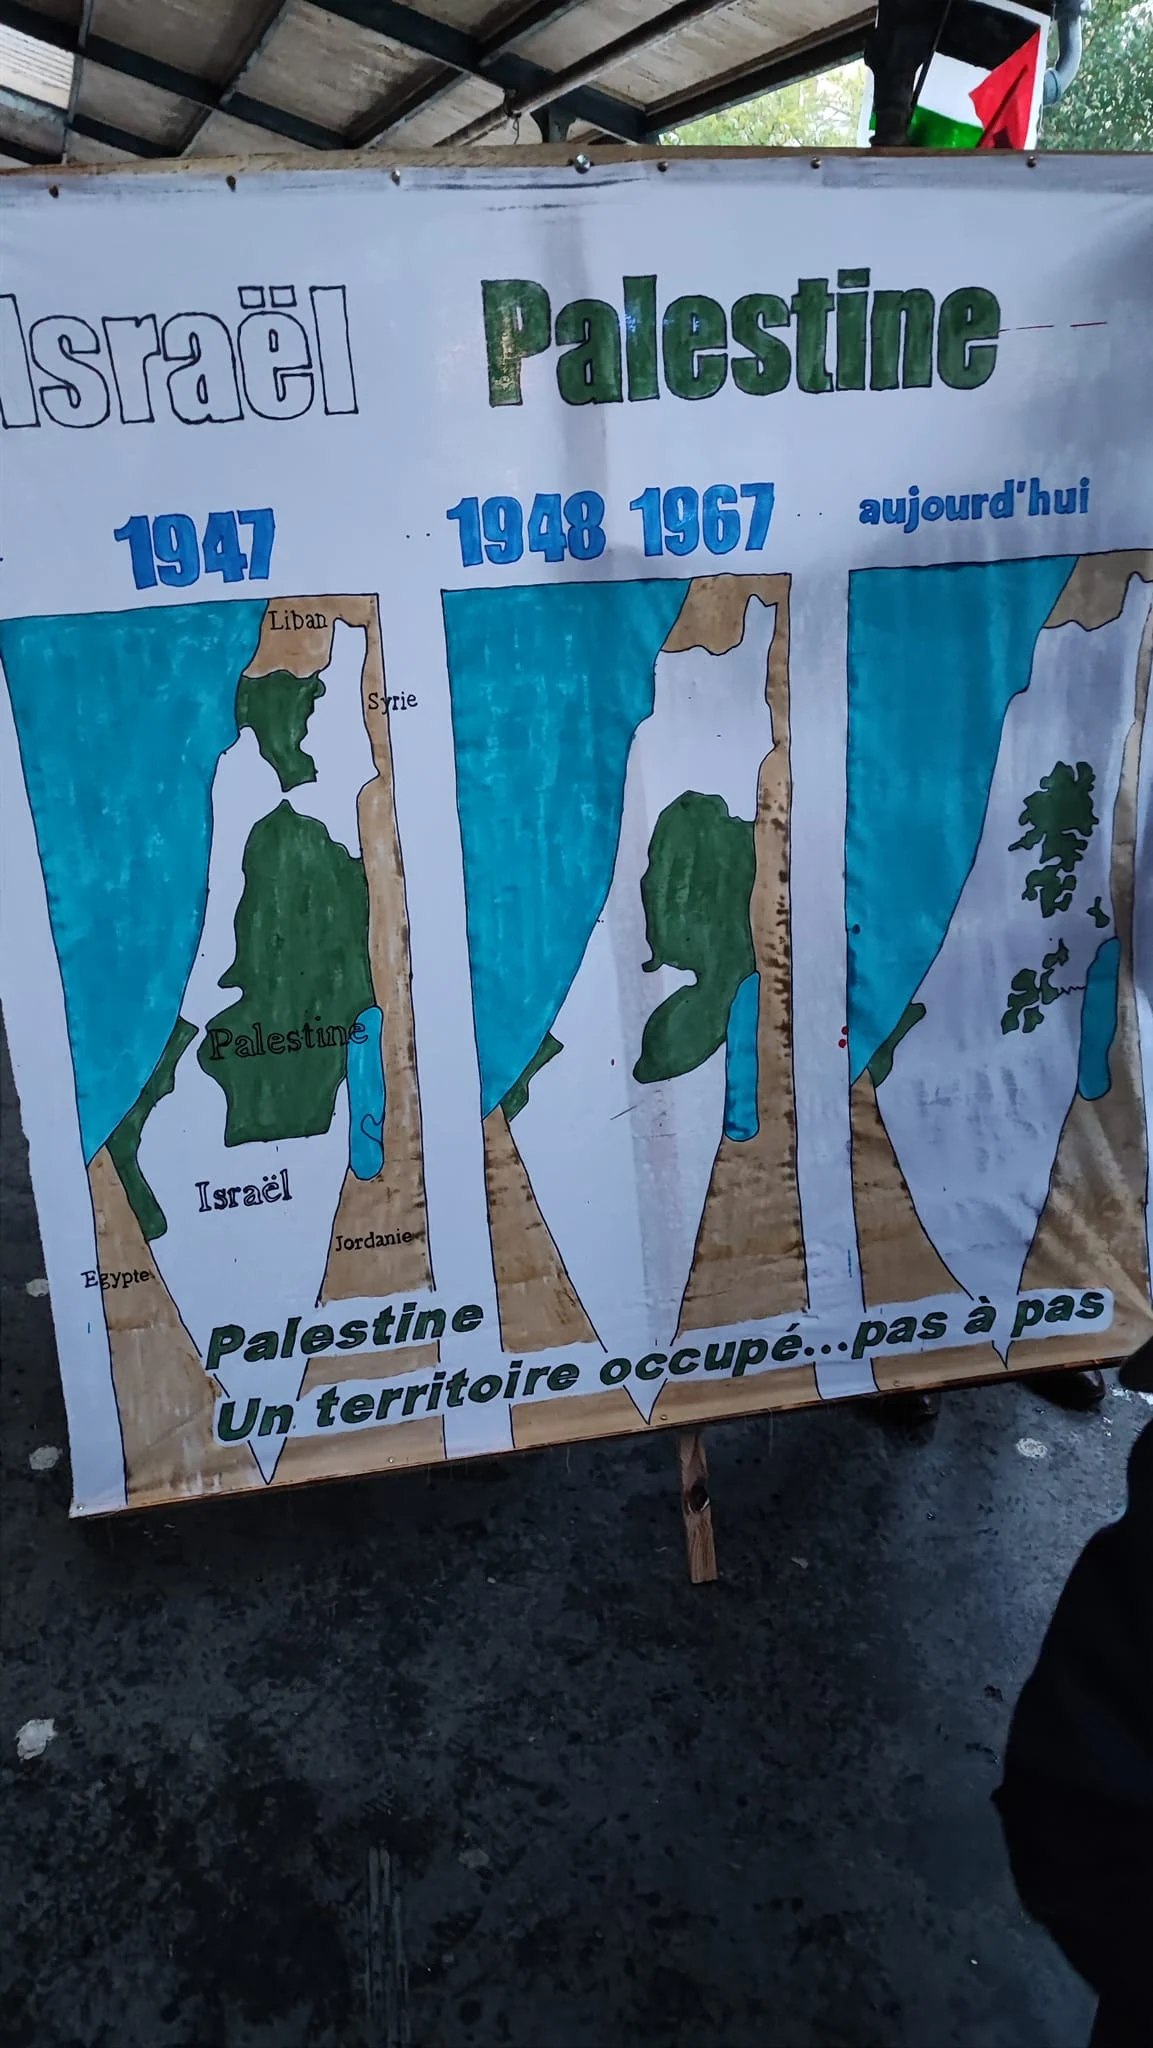 Israël Palestine
1947
1948 1967
aujourd'hui
Liban
Syrie
Palestine
Israël
Jordanie
Egypte
Palestine
Un territoire occupé...pas à pas